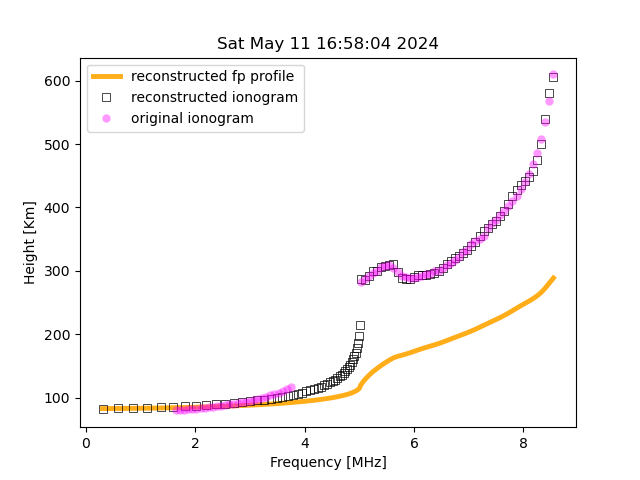 Sat May 11 16:58:04 2024
reconstructed fp profile
reconstructed ionogram
original ionogram
Height [Km]
600
500
400
300
200
100
0 2 4 6 8
Frequency [MHz]